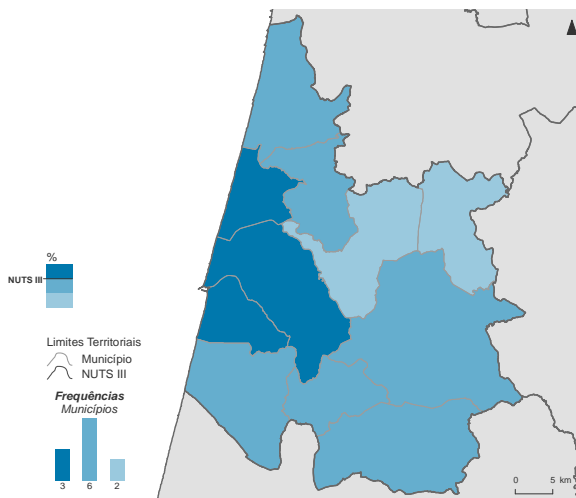 %
NUTS III
Limites Territoriais
Município
NUTS III
Frequências
Municípios
3 6 2
0 5 km